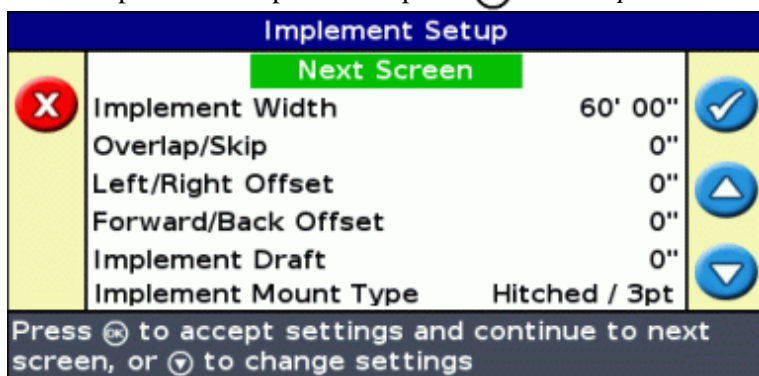 Implement Setup
Next Screen
Implement Width 60' 00"
Overlap/Skip 0"
Left/Right Offset 0"
Forward/Back Offset 0"
Implement Draft 0"
Implement Mount Type Hitched / 3pt
Press OK to accept settings and continue to next
screen, or to change settings